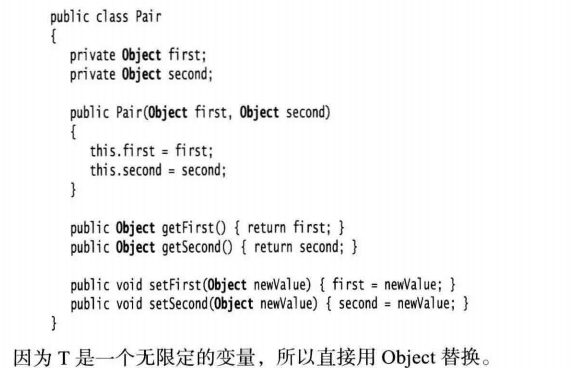 public class Pair
{
private Object first;
private Object second;
public Pair(Object first, Object second)
{
this.first = first;
this.second = second;
}
public Object getFirst() { return first; }
public Object getSecond() { return second; }
public void setFirst(Object newValue) { first = newValue; }
public void setSecond(Object newValue) { second = newValue; }
}
因为 T 是一个无限定的变量，所以直接用 Object 替换。